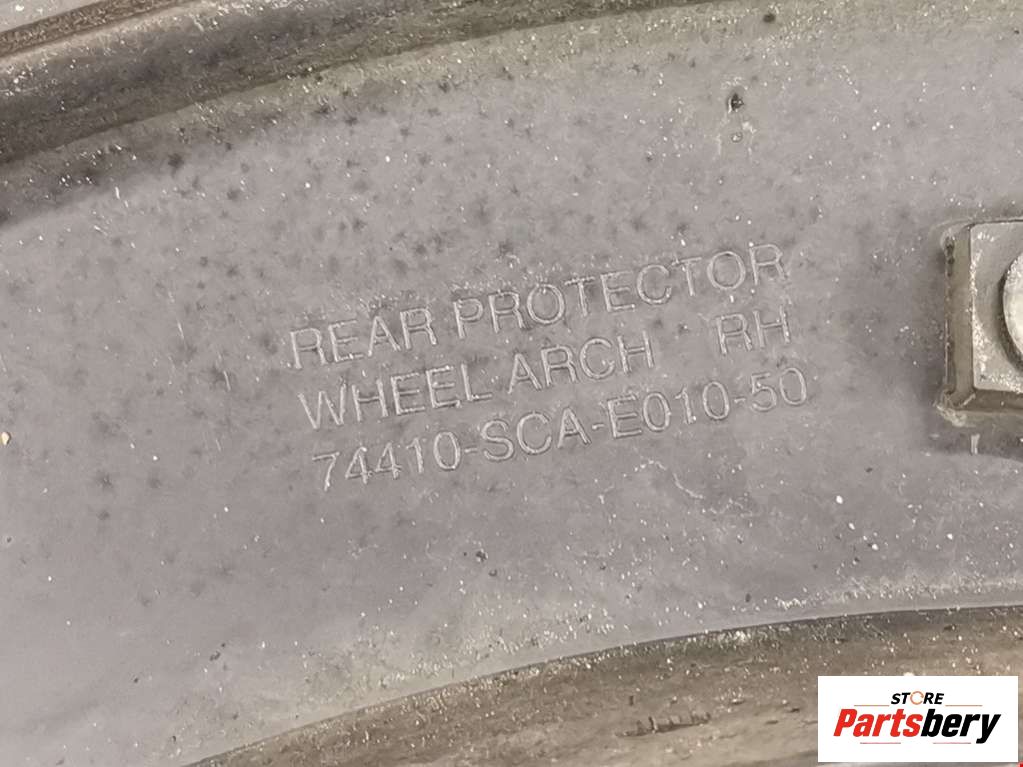 REAR PROTECTOR
WHEEL ARCH RH
74410-SCA-E010-50
STORE
Partsbery